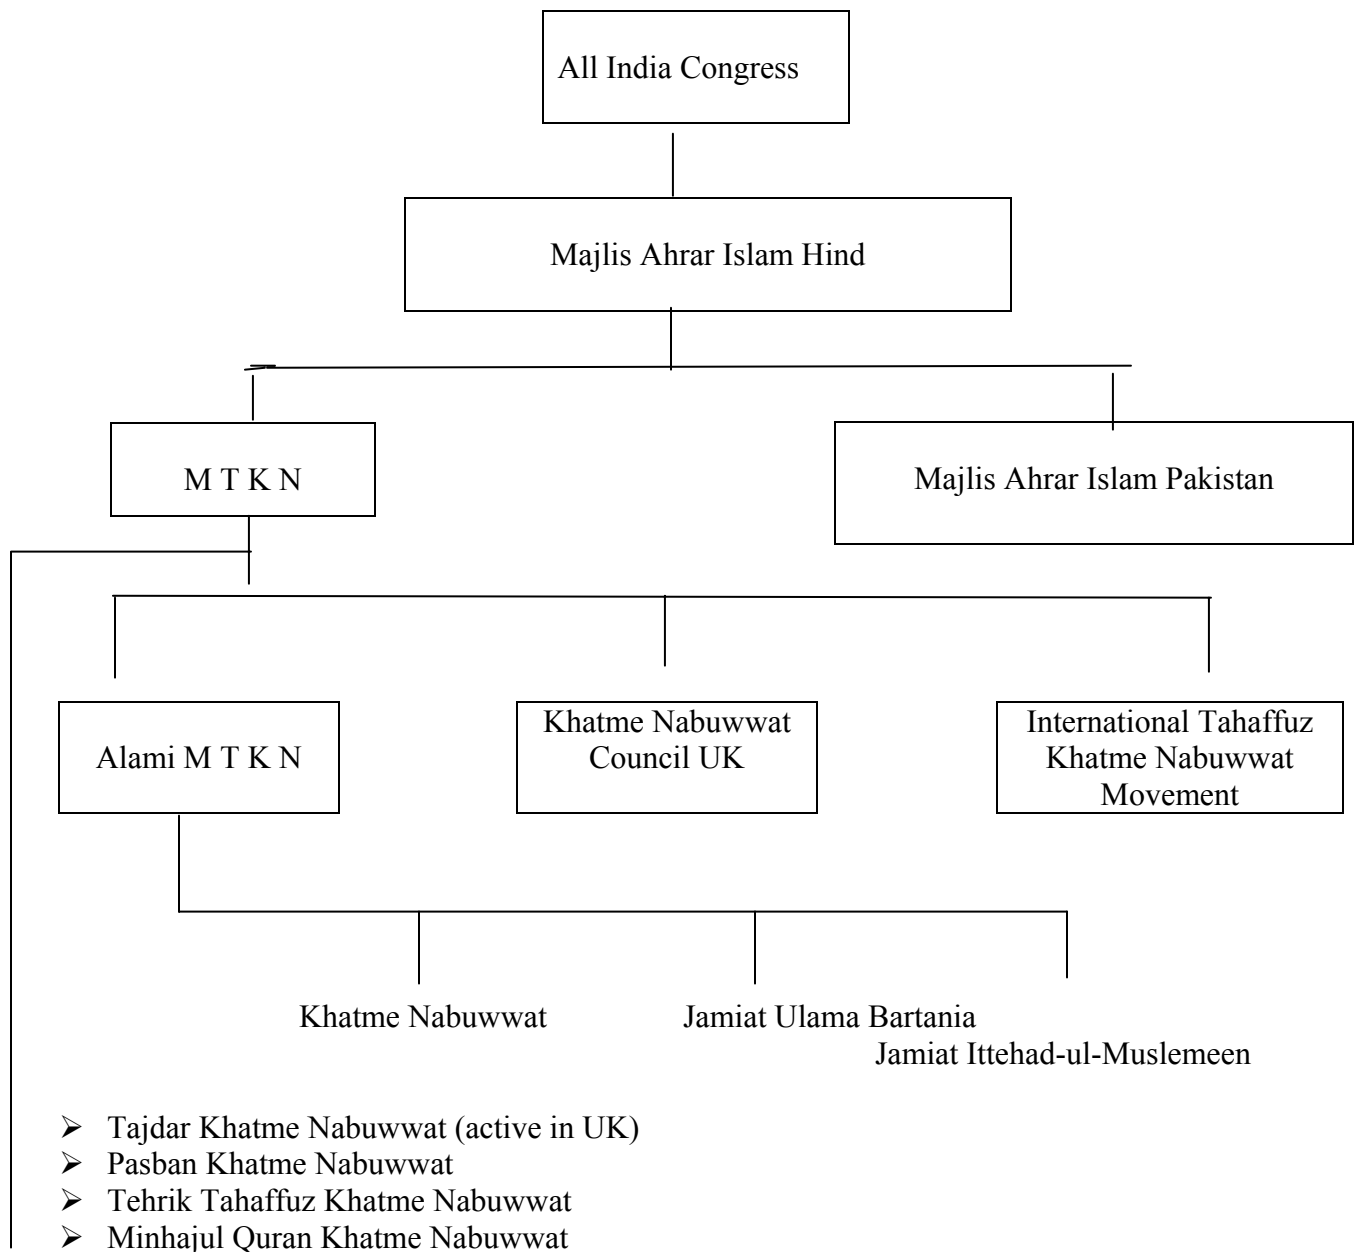 All India Congress
Majlis Ahrar Islam Hind
M T K N
Majlis Ahrar Islam Pakistan
Alami M T K N
Khatme Nabuwwat
Council UK
International Tahaffuz
Khatme Nabuwwat
Movement
Khatme Nabuwwat
Jamiat Ulama Bartania
Jamiat Ittehad-ul-Muslemeen
➢ Tajdar Khatme Nabuwwat (active in UK)
➢ Pasban Khatme Nabuwwat
➢ Tehrik Tahaffuz Khatme Nabuwwat
➢ Minhajul Quran Khatme Nabuwwat